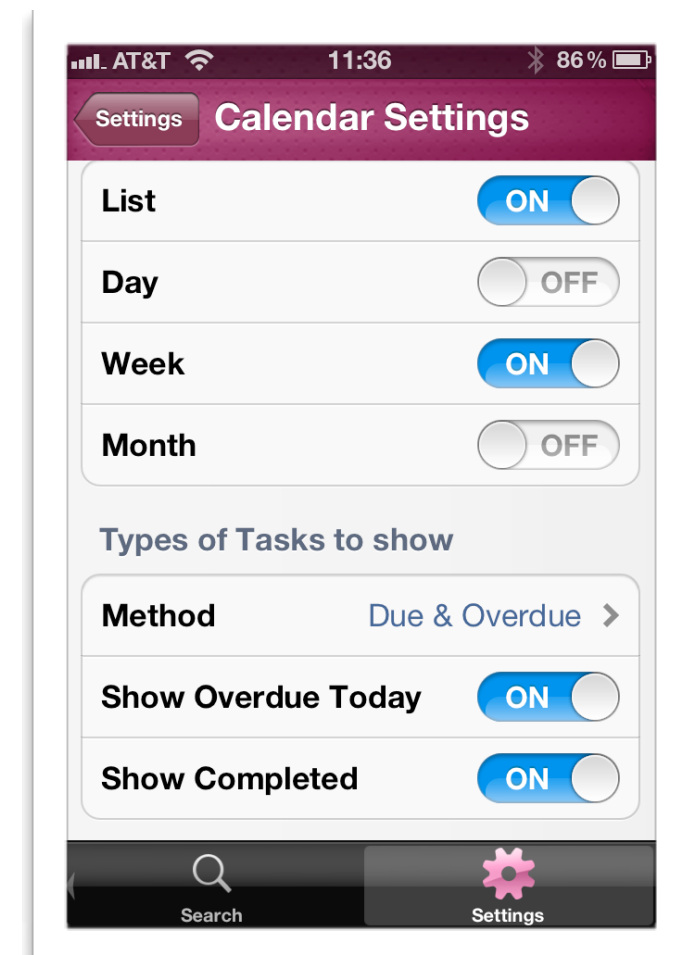 AT&T 11:36 86%
Settings Calendar Settings
List ON
Day OFF
Week ON
Month OFF
Types of Tasks to show
Method Due & Overdue
Show Overdue Today ON
Show Completed ON
Search Settings